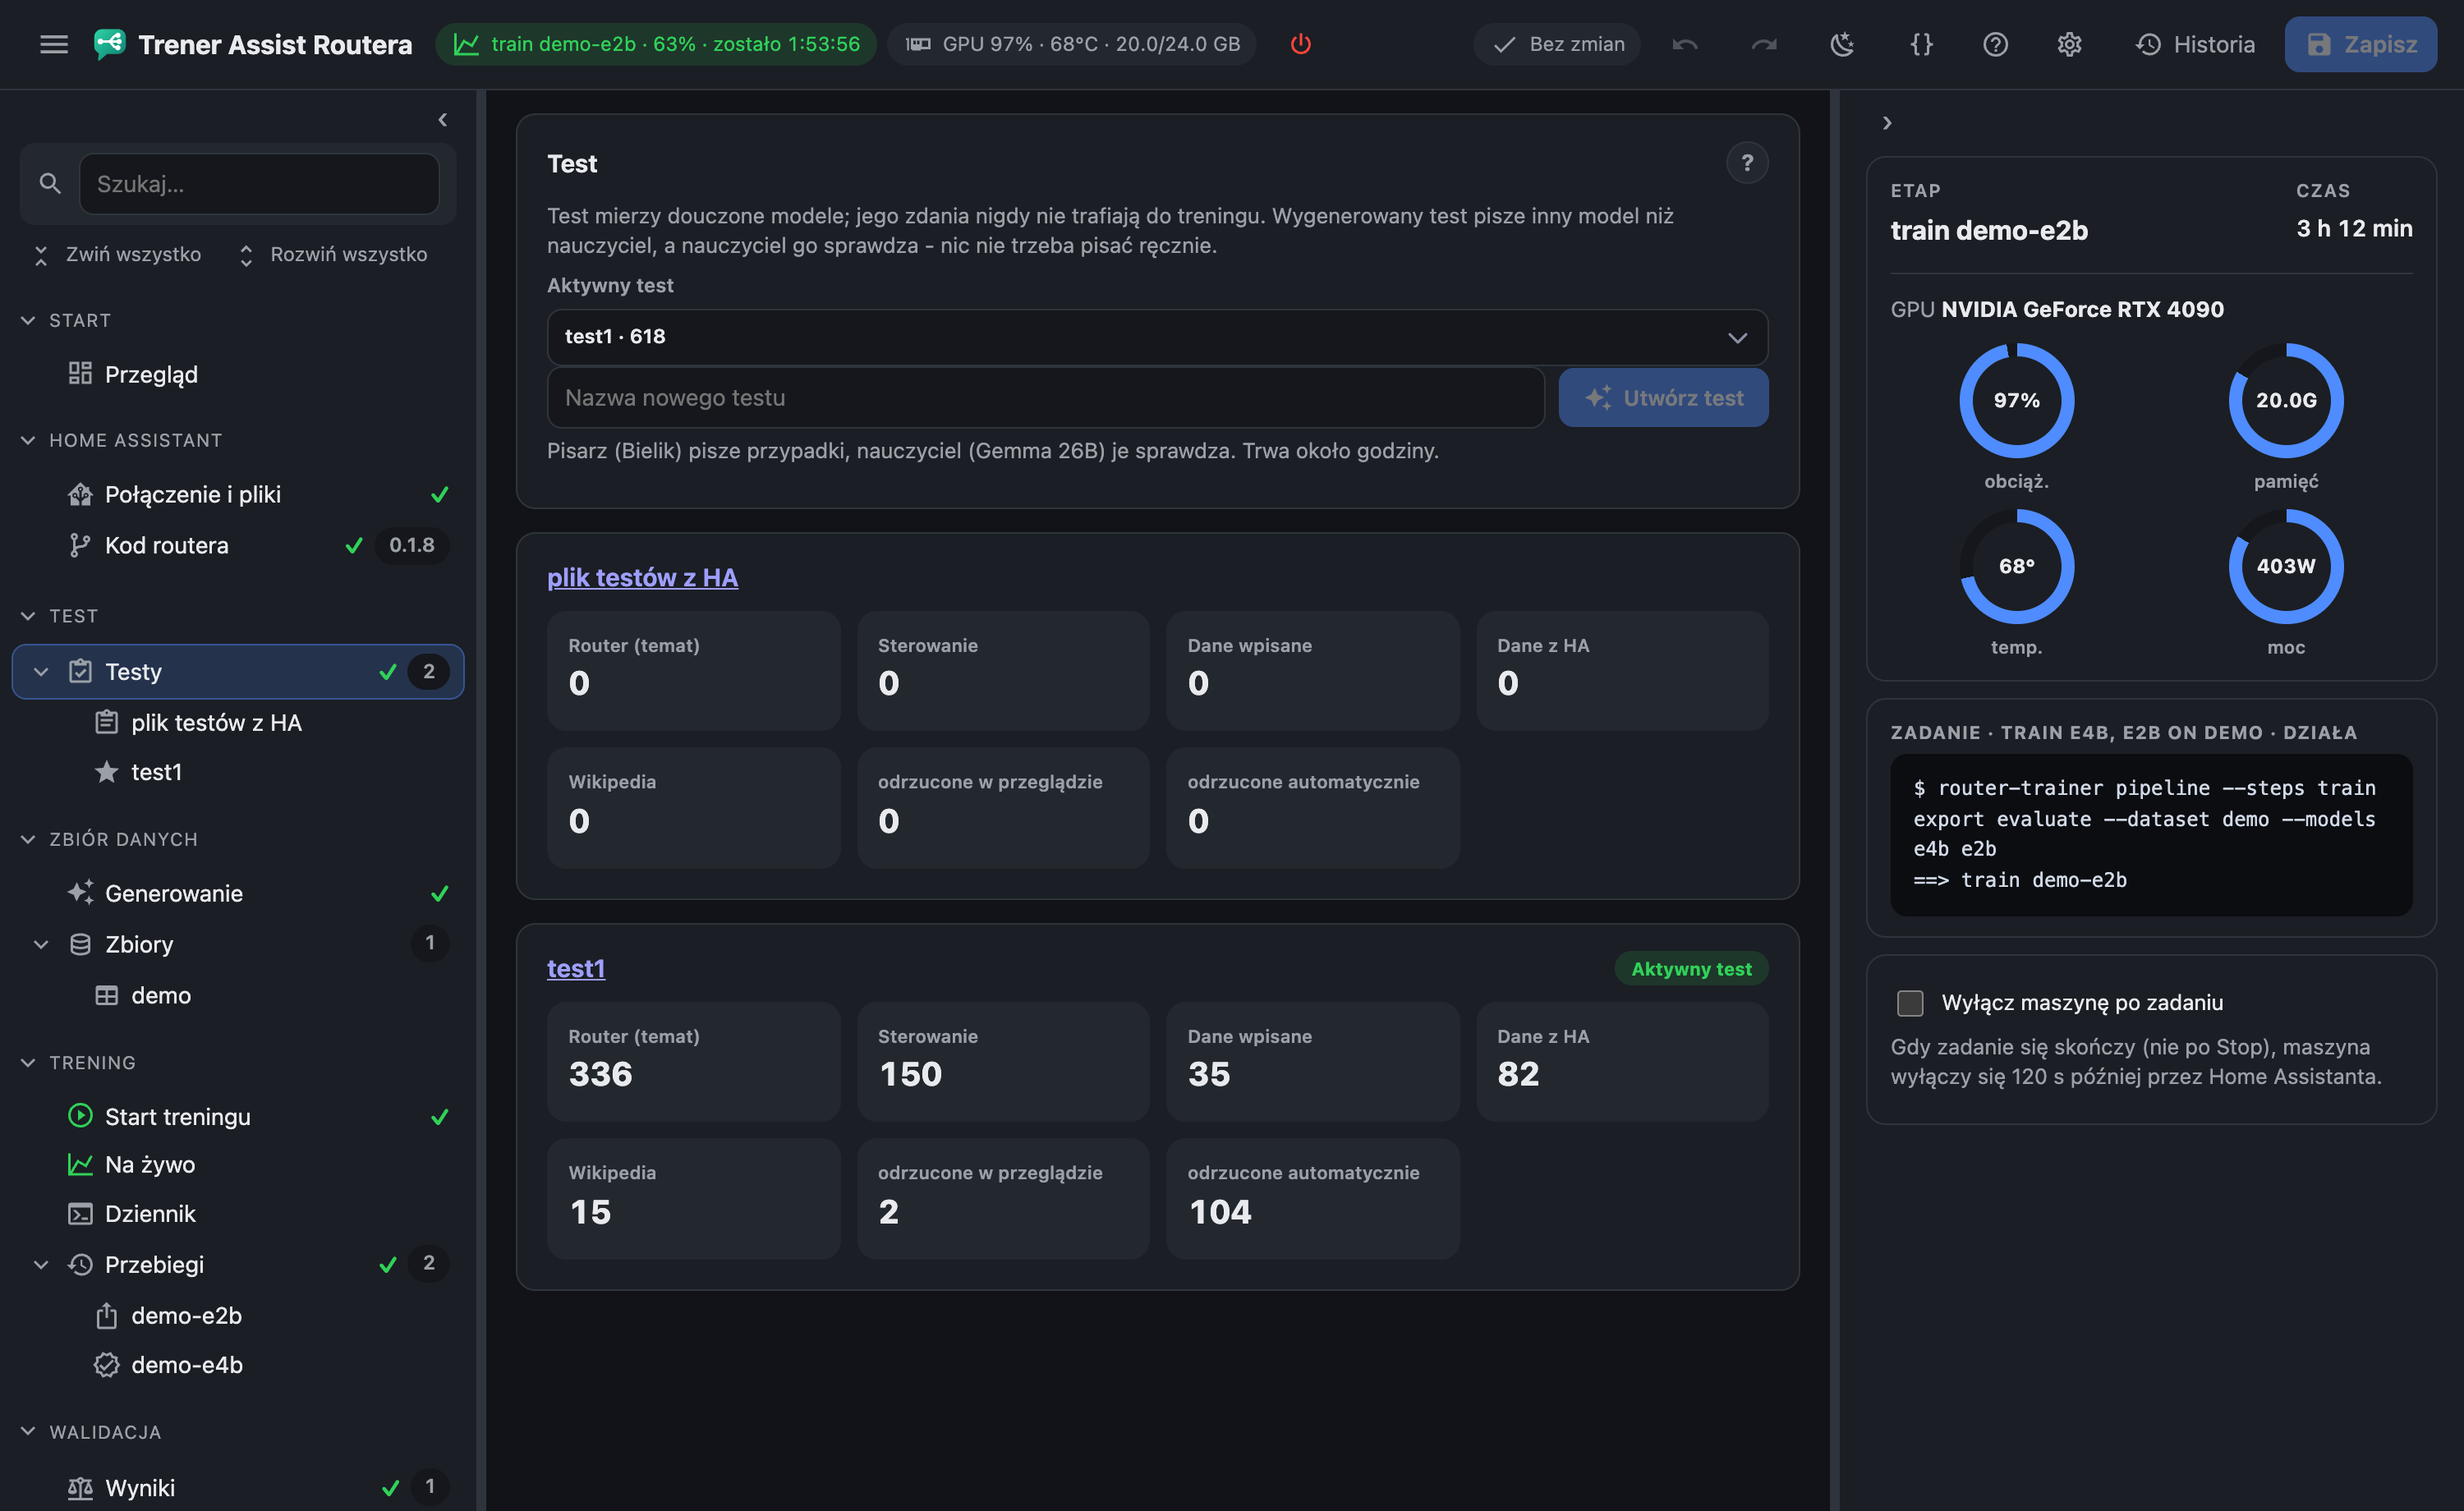 Trener Assist Routera
train demo-e2b · 63% · zostało 1:53:56
GPU 97% · 68°C · 20.0/24.0 GB
Bez zmian
{}
Historia
Zapisz
Szukaj...
Zwiń wszystko
Rozwiń wszystko
START
Przegląd
HOME ASSISTANT
Połączenie i pliki
Kod routera
0.1.8
TEST
Testy
2
plik testów z HA
test1
ZBIÓR DANYCH
Generowanie
Zbiory
1
demo
TRENING
Start treningu
Na żywo
Dziennik
Przebiegi
2
demo-e2b
demo-e4b
WALIDACJA
Wyniki
1
Test
?
Test mierzy douczone modele; jego zdania nigdy nie trafiają do treningu. Wygenerowany test pisze inny model niż
nauczyciel, a nauczyciel go sprawdza - nic nie trzeba pisać ręcznie.
Aktywny test
test1 · 618
Nazwa nowego testu
Utwórz test
Pisarz (Bielik) pisze przypadki, nauczyciel (Gemma 26B) je sprawdza. Trwa około godziny.
plik testów z HA
Router (temat)
0
Sterowanie
0
Dane wpisane
0
Dane z HA
0
Wikipedia
0
odrzucone w przeglądzie
0
odrzucone automatycznie
0
test1
Aktywny test
Router (temat)
336
Sterowanie
150
Dane wpisane
35
Dane z HA
82
Wikipedia
15
odrzucone w przeglądzie
2
odrzucone automatycznie
104
ETAP
train demo-e2b
CZAS
3 h 12 min
GPU NVIDIA GeForce RTX 4090
97%
obciąż.
20.0G
pamięć
68°
temp.
403W
moc
ZADANIE · TRAIN E4B, E2B ON DEMO · DZIAŁA
$ router-trainer pipeline --steps train
export evaluate --dataset demo --models
e4b e2b
==> train demo-e2b
Wyłącz maszynę po zadaniu
Gdy zadanie się skończy (nie po Stop), maszyna
wyłączy się 120 s później przez Home Assistanta.